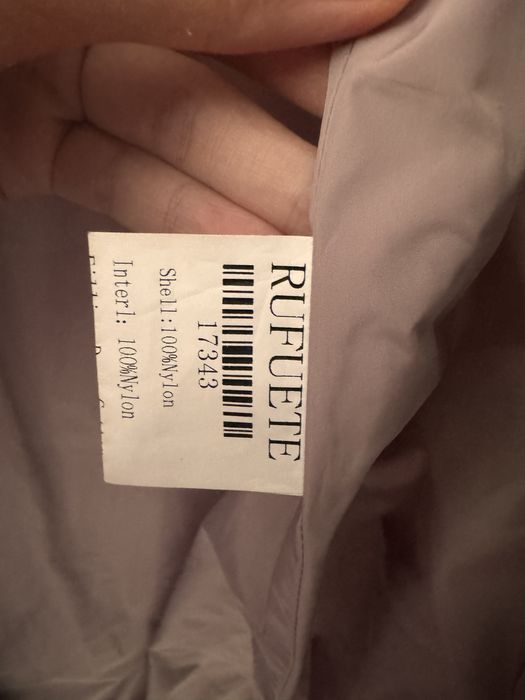 RUFUETE
17343
Shell:100%Nylon
Interl: 100%Nylon